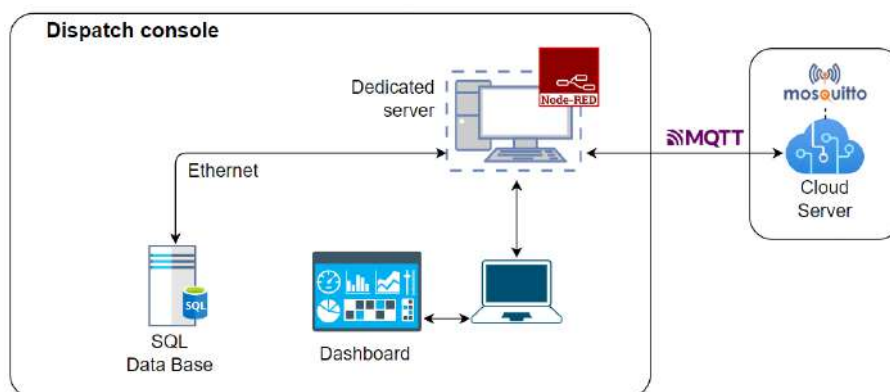 Dispatch console
Dedicated
server
Node-RED
mosquitto
MQTT
Ethernet
Cloud
Server
SQL
SQL
Data Base
Dashboard